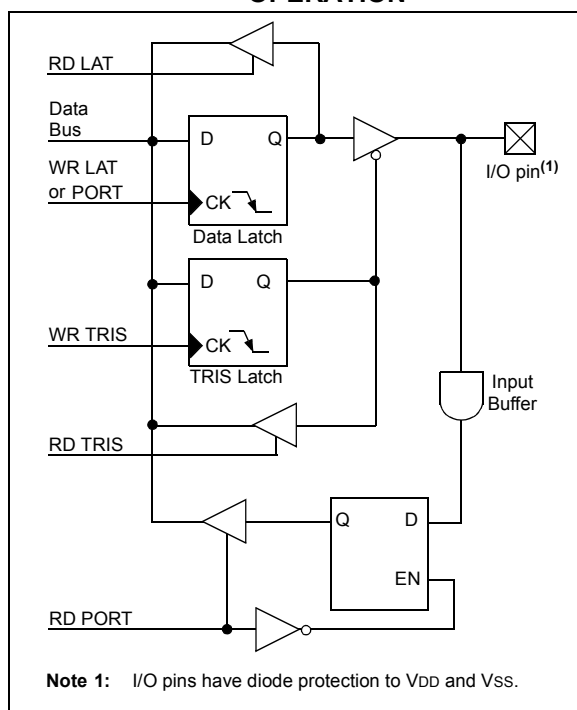 OPERATION
RD LAT
Data
Bus
D Q
I/O pin(1)
WR LAT
or PORT
CK
Data Latch
D Q
WR TRIS
CK
TRIS Latch
Input
Buffer
RD TRIS
Q D
EN
RD PORT
Note 1: I/O pins have diode protection to VDD and VSS.